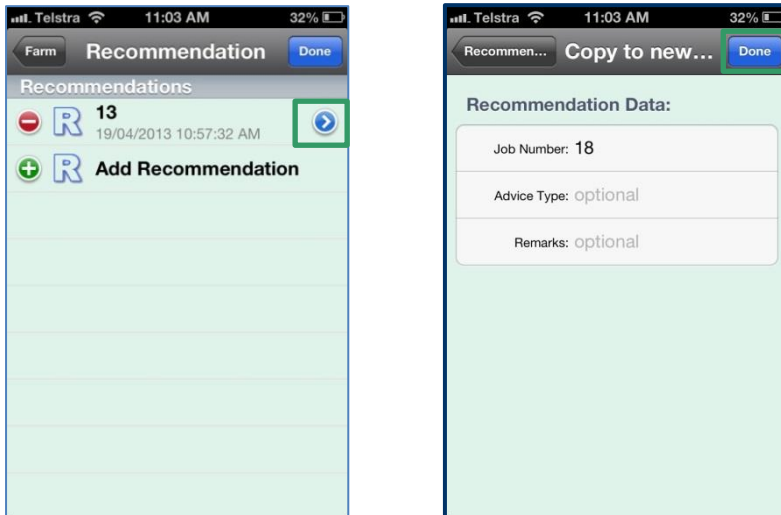 Telstra 11:03 AM 32%
Farm Recommendation Done
Recommendations
R 13
19/04/2013 10:57:32 AM
R Add Recommendation
Telstra 11:03 AM 32%
Recommen... Copy to new... Done
Recommendation Data:
Job Number: 18
Advice Type: optional
Remarks: optional